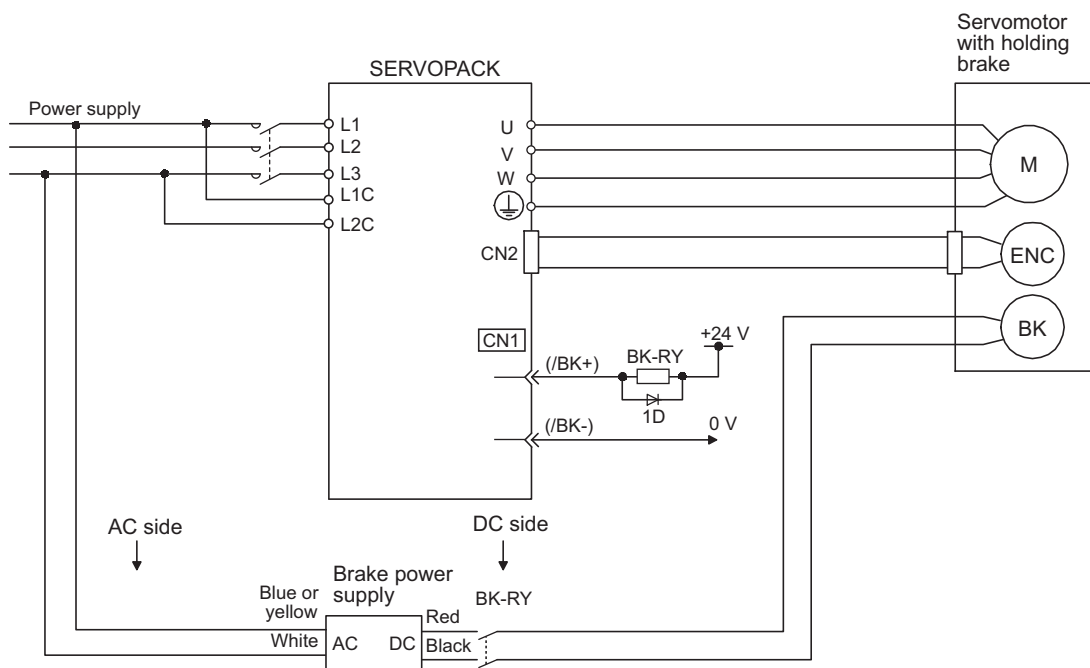 Servomotor
with holding
brake
SERVOPACK
Power supply
L1
L2
L3
L1C
L2C
U
V
W
M
CN2
ENC
CN1
BK
+24 V
(/BK+)
BK-RY
1D
(/BK-)
0 V
AC side
DC side
Brake power
supply
BK-RY
Blue or
yellow
White
AC
DC
Red
Black